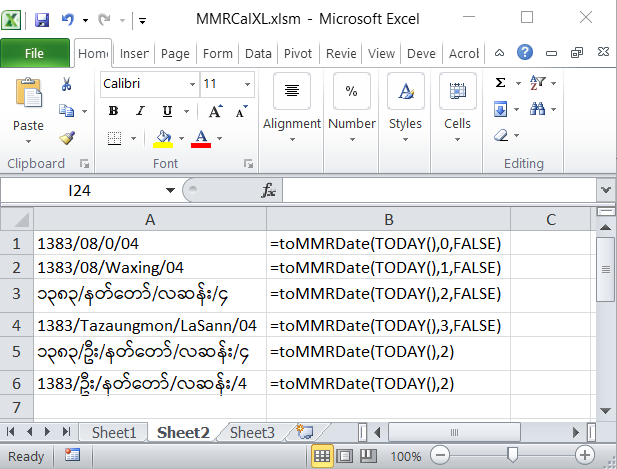 MMRCalXL.xlsm - Microsoft Excel
File Home Inser Page Form Data Pivot Revie View Deve Acrob
Paste
Calibri 11
B I U A A
A
Alignment
%
Number
A
Styles
Cells
Σ
Clipboard Font Editing
I24 fx
A B C
1 1383/08/0/04 =toMMRDate(TODAY(),0,FALSE)
2 1383/08/Waxing/04 =toMMRDate(TODAY(),1,FALSE)
3 ၁၃၈၃/နတ်တော်/လဆန်း/၄ =toMMRDate(TODAY(),2,FALSE)
4 1383/Tazaungmon/LaSann/04 =toMMRDate(TODAY(),3,FALSE)
5 ၁၃၈၃/ဦး/နတ်တော်/လဆန်း/၄ =toMMRDate(TODAY(),2)
6 1383/ဦး/နတ်တော်/လဆန်း/4 =toMMRDate(TODAY(),2)
7
Sheet1 Sheet2 Sheet3
Ready 100%